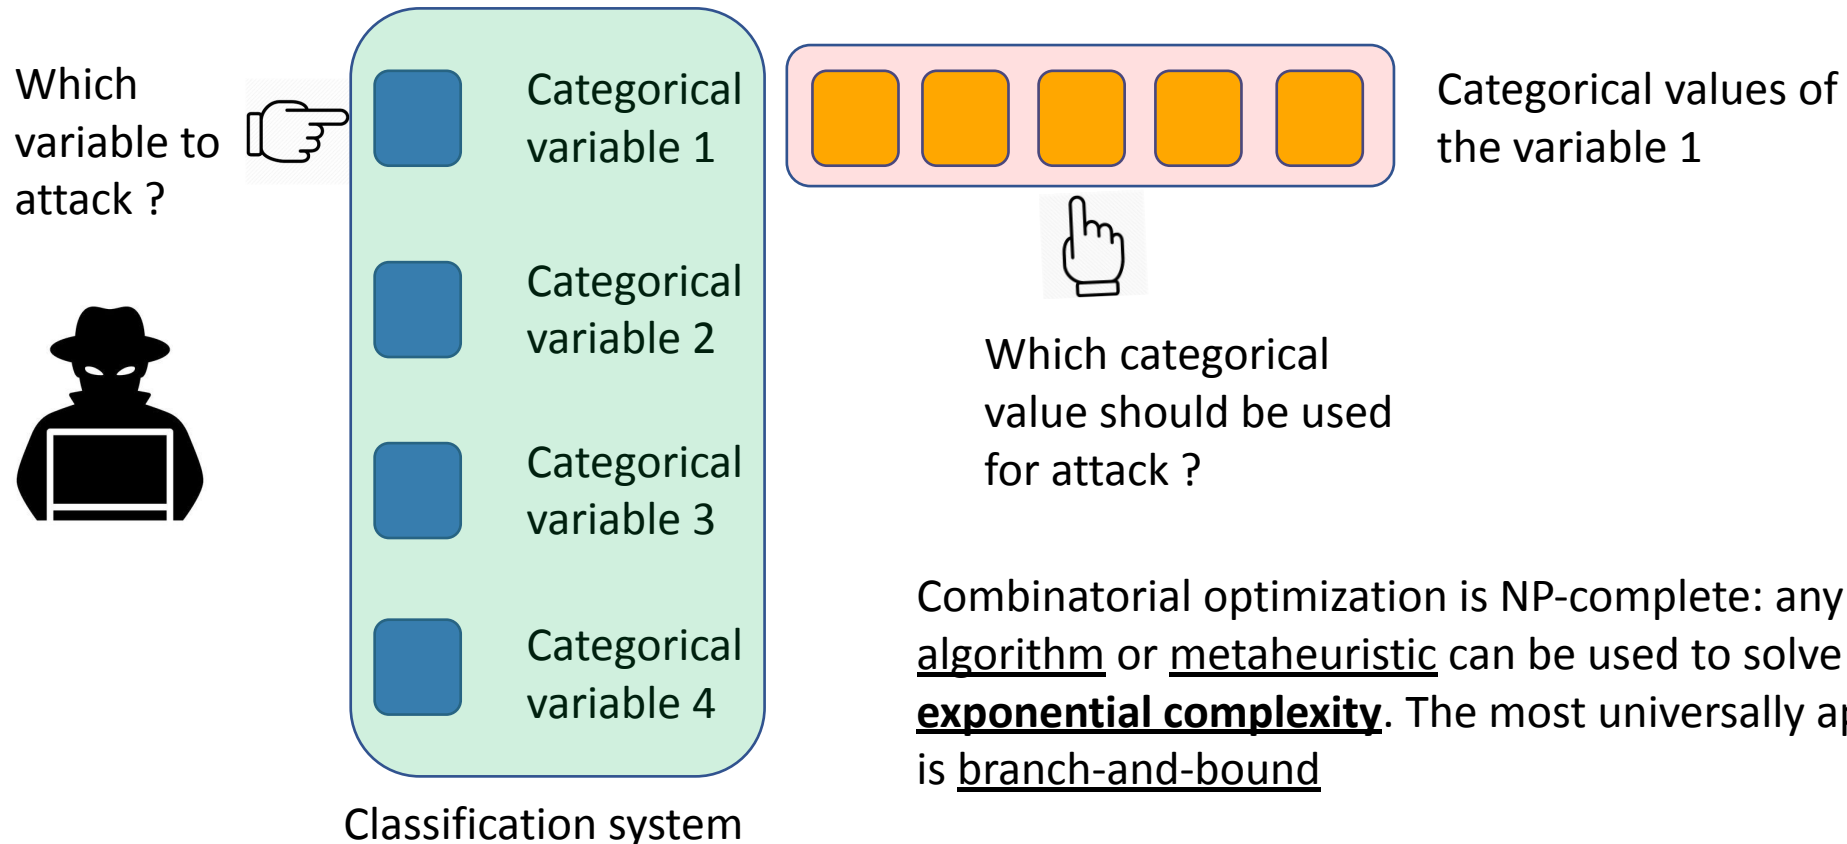 Which
variable to
attack ?
Categorical
variable 1
Categorical values of
the variable 1
Categorical
variable 2
Which categorical
value should be used
for attack ?
Categorical
variable 3
Categorical
variable 4
Combinatorial optimization is NP-complete: any
algorithm or metaheuristic can be used to solve
exponential complexity. The most universally
is branch-and-bound
Classification system